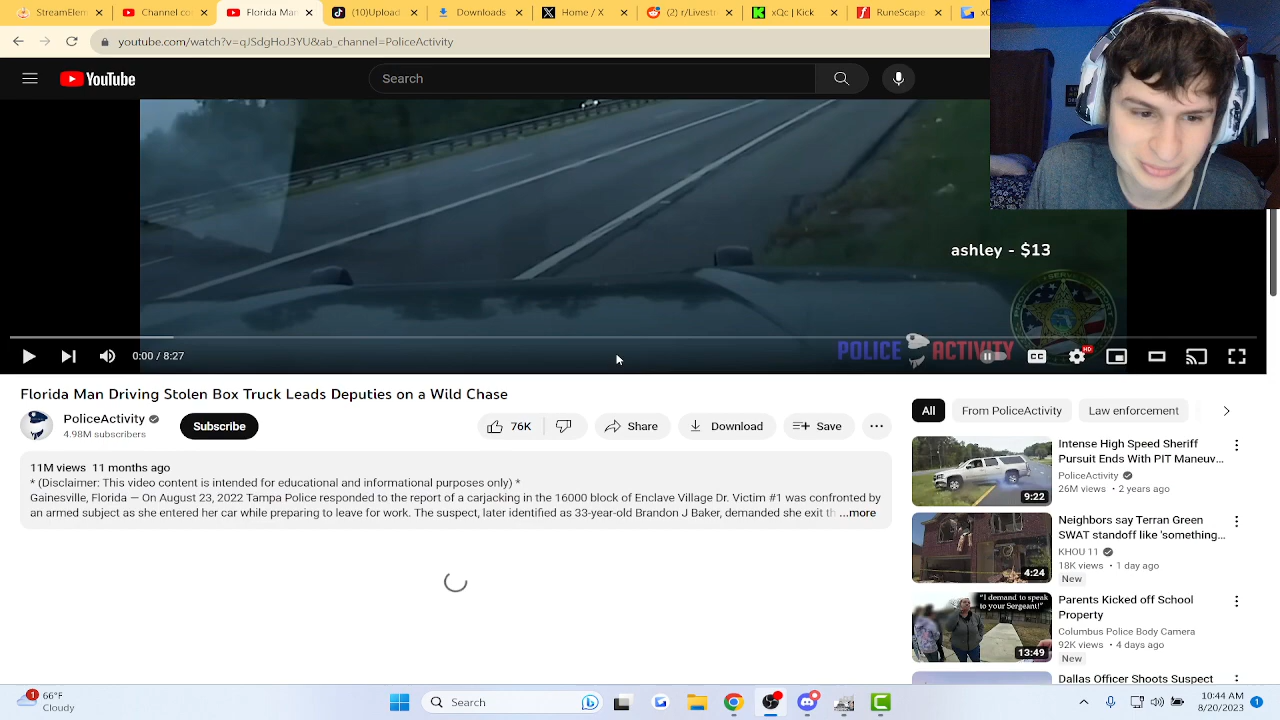 StreamElem
Connec
Florida Ma
(10)Upload
Downloads
Home / X
(2) /Livestr
xQc | Kick
RuneScape
xQ
youtube.com/watch?v=qJSdgHzRsYU&ab_channel=PoliceActivity
YouTube
Search
ashley - $13
POLICE ACTIVITY
0:00 / 8:27
CC
HD
Florida Man Driving Stolen Box Truck Leads Deputies on a Wild Chase
PoliceActivity
4.98M subscribers
Subscribe
76K
Share
Download
Save
11M views 11 months ago
* (Disclaimer: This video content is intended for educational and informational purposes only) *
Gainesville, Florida — On August 23, 2022 Tampa Police responded to the report of a carjacking in the 16000 block of Enclave Village Dr. Victim #1 was confronted by
an armed subject as she entered her car while preparing to leave for work. The suspect, later identified as 33-year-old Brandon J Baker, demanded she exit th ...more
All
From PoliceActivity
Law enforcement
Intense High Speed Sheriff
Pursuit Ends With PIT Maneuv...
PoliceActivity
26M views • 2 years ago
9:22
Neighbors say Terran Green
SWAT standoff like 'something...
KHOU 11
18K views • 1 day ago
New
4:24
"I demand to speak
to your Sergeant!"
Parents Kicked off School
Property
Columbus Police Body Camera
92K views • 4 days ago
New
13:49
Dallas Officer Shoots Suspect
1
66°F
Cloudy
Search
10:44 AM
8/20/2023
1